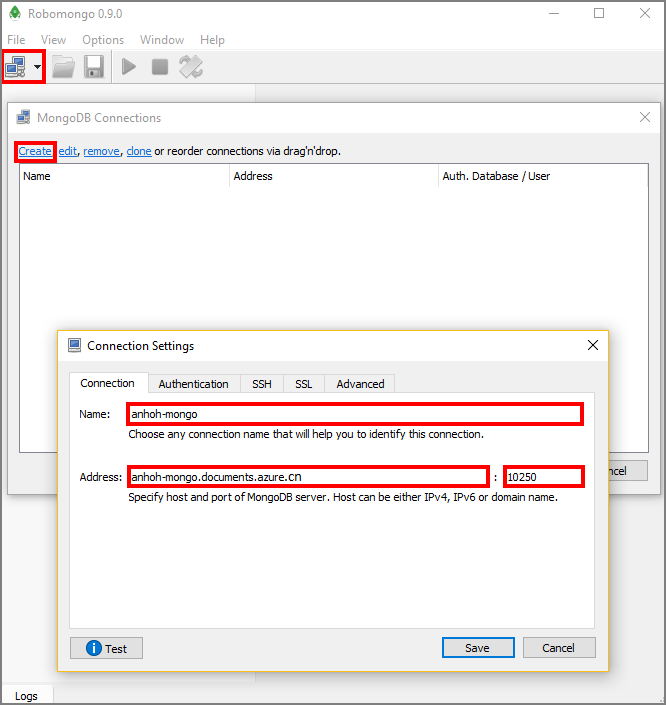 Robomongo 0.9.0
File View Options Window Help
MongoDB Connections
Create, edit, remove, clone or reorder connections via drag'n'drop.
Name Address Auth. Database / User
Connection Settings
Connection Authentication SSH SSL Advanced
Name: anhoh-mongo
Choose any connection name that will help you to identify this connection.
Address: anhoh-mongo.documents.azure.cn : 10250
Specify host and port of MongoDB server. Host can be either IPv4, IPv6 or domain name.
ncel
Test Save Cancel
Logs